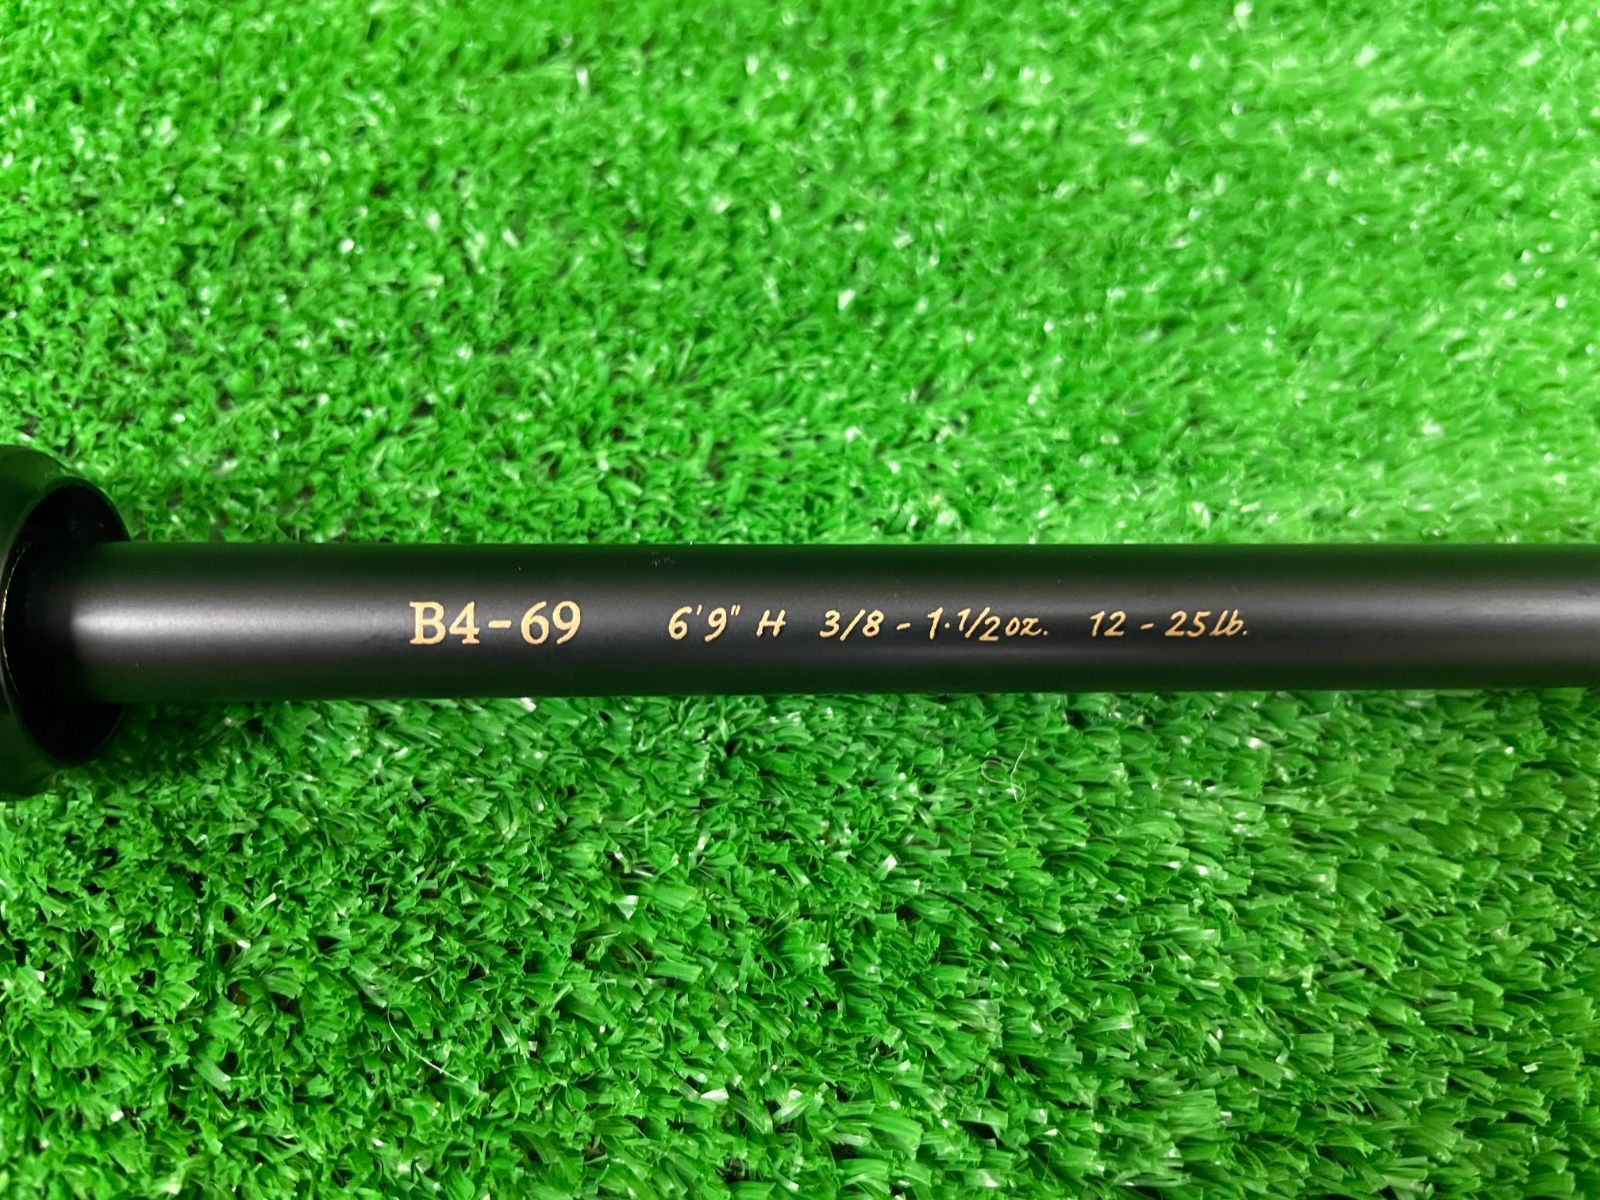 B4-69 6'9" H 3/8 - 1・1/2oz. 12 - 25lb.